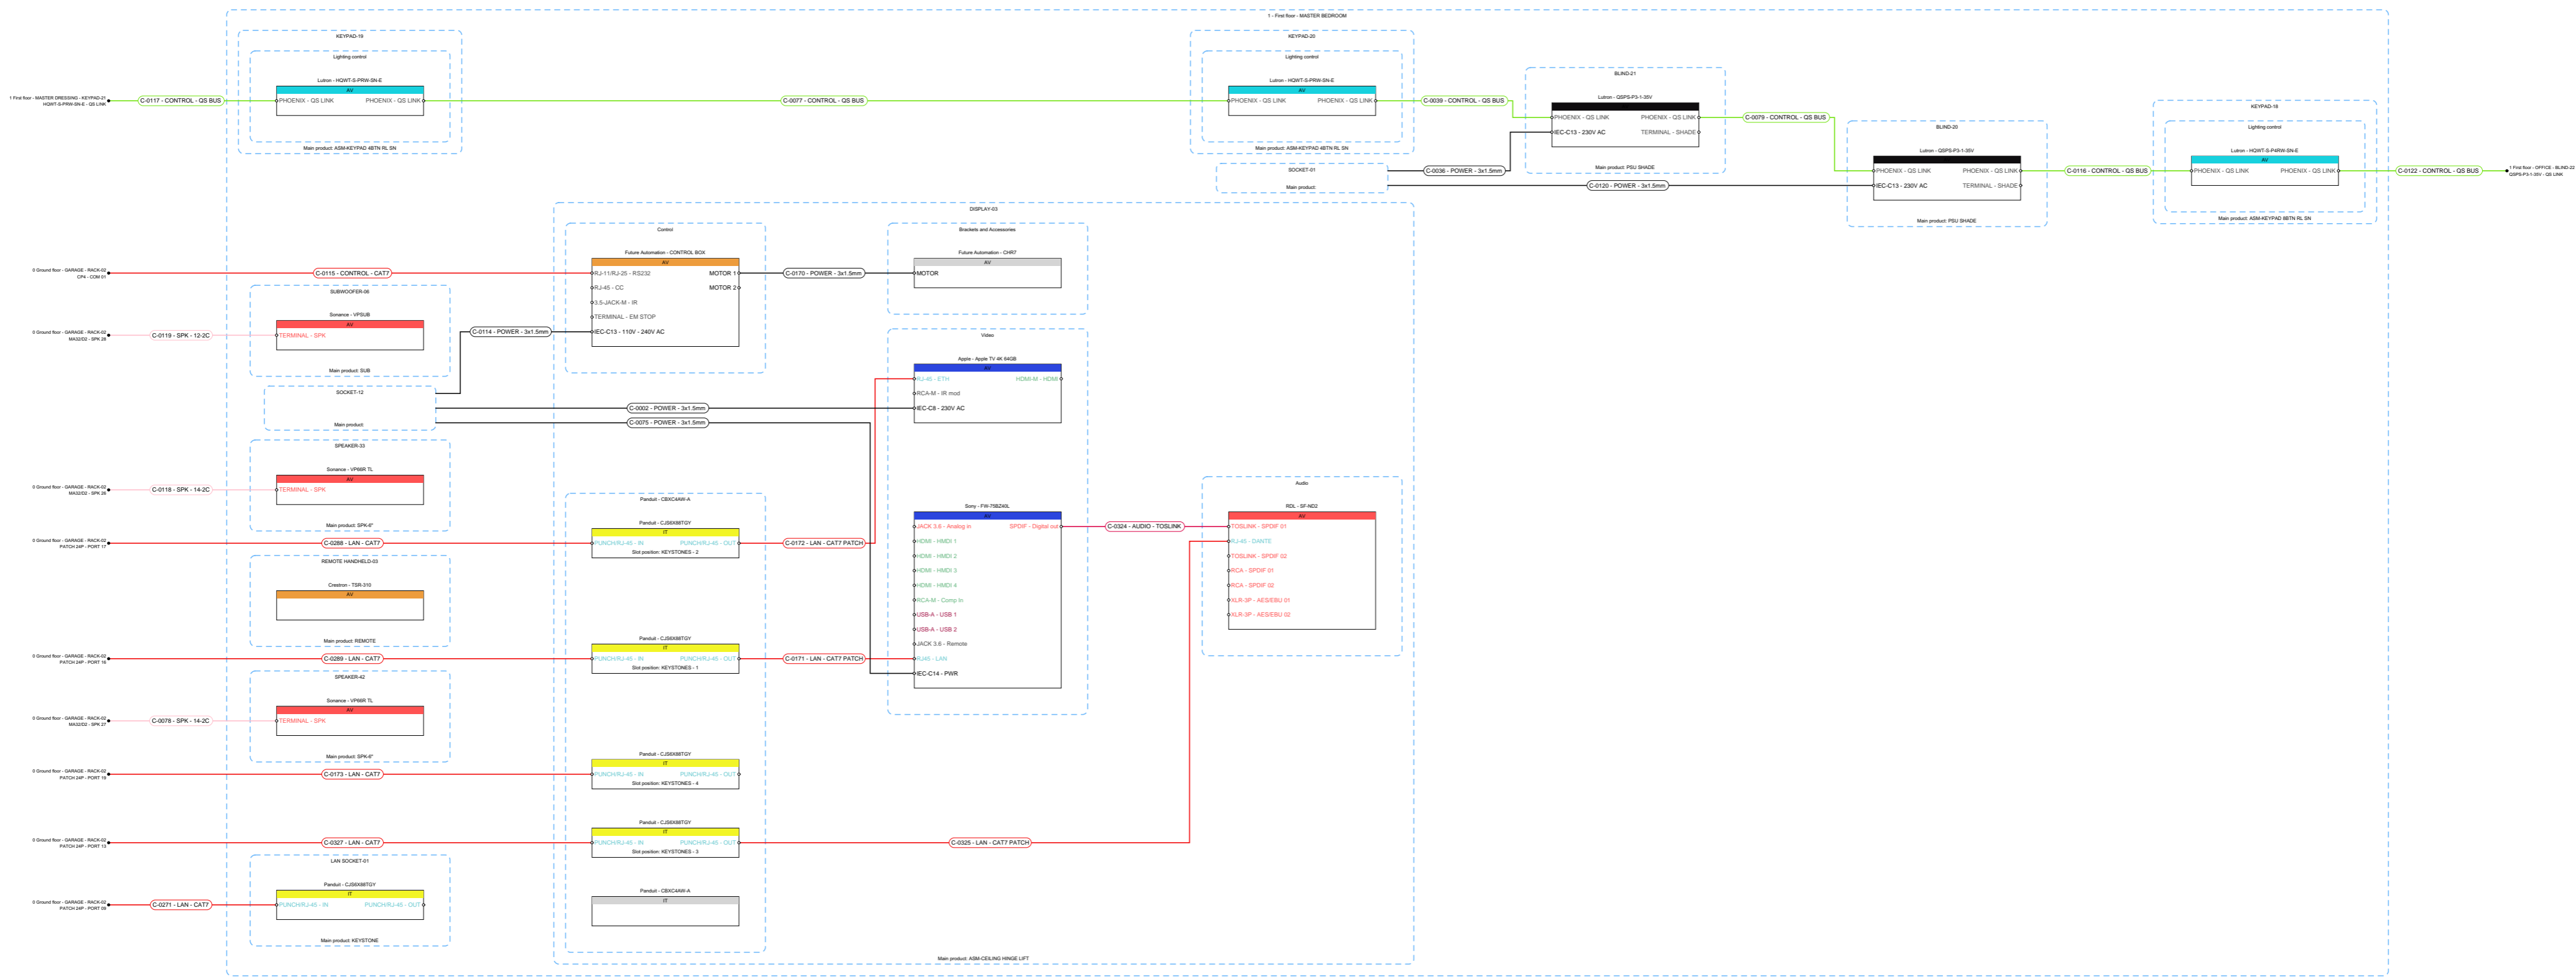 1 - First floor - MASTER BEDROOM
KEYPAD-19
Lighting control
Lutron - HQWT-S-PRW-SN-E
AV
PHOENIX - QS LINK PHOENIX - QS LINK
Main product: ASM-KEYPAD 4BTN RL SN
1 First floor - MASTER DRESSING - KEYPAD-21
HQWT-S-PRW-SN-E - QS LINK
C-0117 - CONTROL - QS BUS
C-0077 - CONTROL - QS BUS
KEYPAD-20
Lighting control
Lutron - HQWT-S-PRW-SN-E
AV
PHOENIX - QS LINK PHOENIX - QS LINK
Main product: ASM-KEYPAD 4BTN RL SN
C-0039 - CONTROL - QS BUS
BLIND-21
Lutron - QSPS-P3-1-35V
PHOENIX - QS LINK PHOENIX - QS LINK
IEC-C13 - 230V AC TERMINAL - SHADE
Main product: PSU SHADE
C-0079 - CONTROL - QS BUS
SOCKET-01
Main product:
C-0036 - POWER - 3x1.5mm
C-0120 - POWER - 3x1.5mm
BLIND-20
Lutron - QSPS-P3-1-35V
PHOENIX - QS LINK PHOENIX - QS LINK
IEC-C13 - 230V AC TERMINAL - SHADE
Main product: PSU SHADE
C-0116 - CONTROL - QS BUS
KEYPAD-18
Lighting control
Lutron - HQWT-S-P4RW-SN-E
AV
PHOENIX - QS LINK PHOENIX - QS LINK
Main product: ASM-KEYPAD 8BTN RL SN
C-0122 - CONTROL - QS BUS
1 First floor - OFFICE - BLIND-22
QSPS-P3-1-35V - QS LINK
DISPLAY-03
Control
Future Automation - CONTROL BOX
AV
RJ-11/RJ-25 - RS232 MOTOR 1
RJ-45 - CC MOTOR 2
3.5-JACK-M - IR
TERMINAL - EM STOP
IEC-C13 - 110V - 240V AC
0 Ground floor - GARAGE - RACK-02
CP4 - COM 01
C-0115 - CONTROL - CAT7
C-0170 - POWER - 3x1.5mm
Brackets and Accessories
Future Automation - CHR7
AV
MOTOR
SUBWOOFER-06
Sonance - VPSUB
AV
TERMINAL - SPK
Main product: SUB
0 Ground floor - GARAGE - RACK-02
MA32/D2 - SPK 28
C-0119 - SPK - 12-2C
C-0114 - POWER - 3x1.5mm
Video
Apple - Apple TV 4K 64GB
AV
RJ-45 - ETH HDMI-M - HDMI
RCA-M - IR mod
IEC-C8 - 230V AC
SOCKET-12
Main product:
C-0002 - POWER - 3x1.5mm
C-0075 - POWER - 3x1.5mm
SPEAKER-33
Sonance - VP66R TL
AV
TERMINAL - SPK
Main product: SPK-6"
0 Ground floor - GARAGE - RACK-02
MA32/D2 - SPK 26
C-0118 - SPK - 14-2C
Panduit - CBXC4AW-A
Panduit - CJS6X88TGY
IT
PUNCH/RJ-45 - IN PUNCH/RJ-45 - OUT
Slot position: KEYSTONES - 2
0 Ground floor - GARAGE - RACK-02
PATCH 24P - PORT 17
C-0288 - LAN - CAT7
C-0172 - LAN - CAT7 PATCH
Sony - FW-75BZ40L
AV
JACK 3.6 - Analog in SPDIF - Digital out
HDMI - HMDI 1
HDMI - HMDI 2
HDMI - HMDI 3
HDMI - HMDI 4
RCA-M - Comp In
USB-A - USB 1
USB-A - USB 2
JACK 3.6 - Remote
RJ45 - LAN
IEC-C14 - PWR
C-0324 - AUDIO - TOSLINK
Audio
RDL - SF-ND2
AV
TOSLINK - SPDIF 01
RJ-45 - DANTE
TOSLINK - SPDIF 02
RCA - SPDIF 01
RCA - SPDIF 02
XLR-3P - AES/EBU 01
XLR-3P - AES/EBU 02
REMOTE HANDHELD-03
Crestron - TSR-310
AV
Main product: REMOTE
Panduit - CJS6X88TGY
IT
PUNCH/RJ-45 - IN PUNCH/RJ-45 - OUT
Slot position: KEYSTONES - 1
0 Ground floor - GARAGE - RACK-02
PATCH 24P - PORT 16
C-0289 - LAN - CAT7
C-0171 - LAN - CAT7 PATCH
SPEAKER-42
Sonance - VP66R TL
AV
TERMINAL - SPK
Main product: SPK-6"
0 Ground floor - GARAGE - RACK-02
MA32/D2 - SPK 27
C-0078 - SPK - 14-2C
Panduit - CJS6X88TGY
IT
PUNCH/RJ-45 - IN PUNCH/RJ-45 - OUT
Slot position: KEYSTONES - 4
0 Ground floor - GARAGE - RACK-02
C-0173 - LAN - CAT7
Panduit - CJS6X88TGY
IT
PUNCH/RJ-45 - IN PUNCH/RJ-45 - OUT
Slot position: KEYSTONES - 3
0 Ground floor - GARAGE - RACK-02
PATCH 24P - PORT 13
C-0327 - LAN - CAT7
C-0325 - LAN - CAT7 PATCH
LAN SOCKET-01
Panduit - CJS6X88TGY
IT
PUNCH/RJ-45 - IN PUNCH/RJ-45 - OUT
Main product: KEYSTONE
0 Ground floor - GARAGE - RACK-02
PATCH 24P - PORT 09
C-0271 - LAN - CAT7
Panduit - CBXC4AW-A
IT
Main product: ASM-CEILING HINGE LIFT